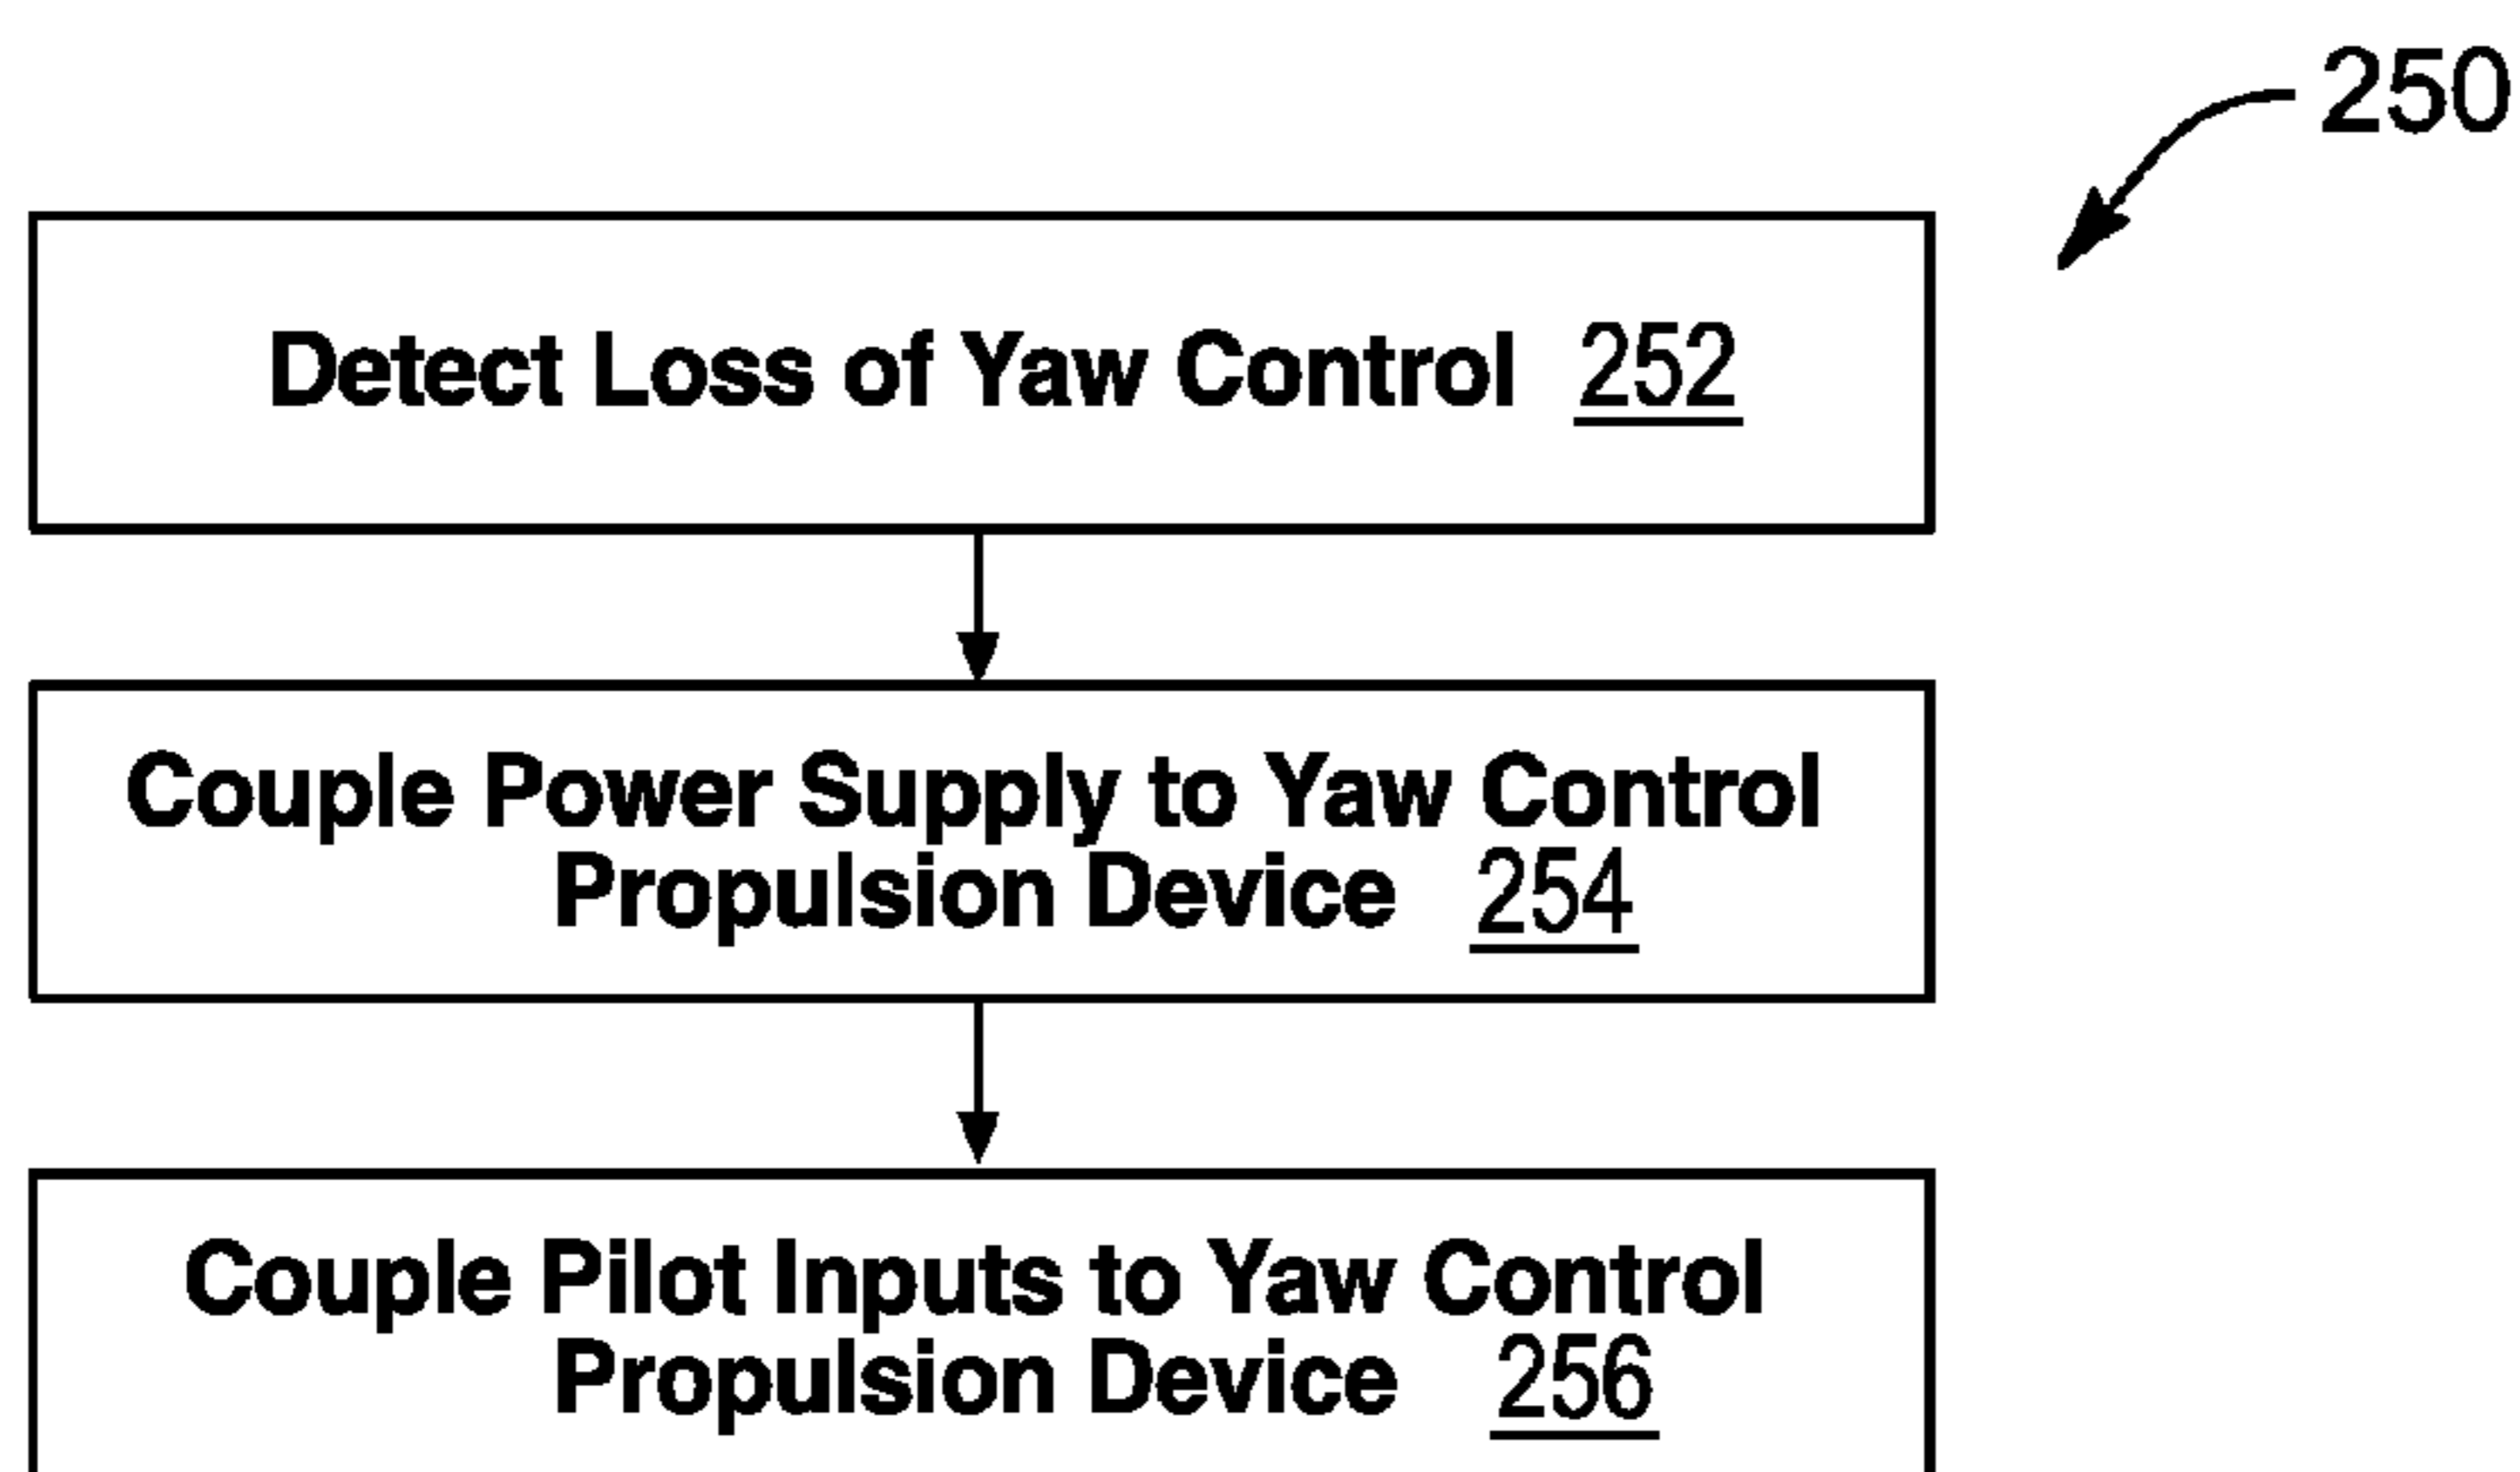 250
Detect Loss of Yaw Control 252
Couple Power Supply to Yaw Control
Propulsion Device 254
Couple Pilot Inputs to Yaw Control
Propulsion Device 256